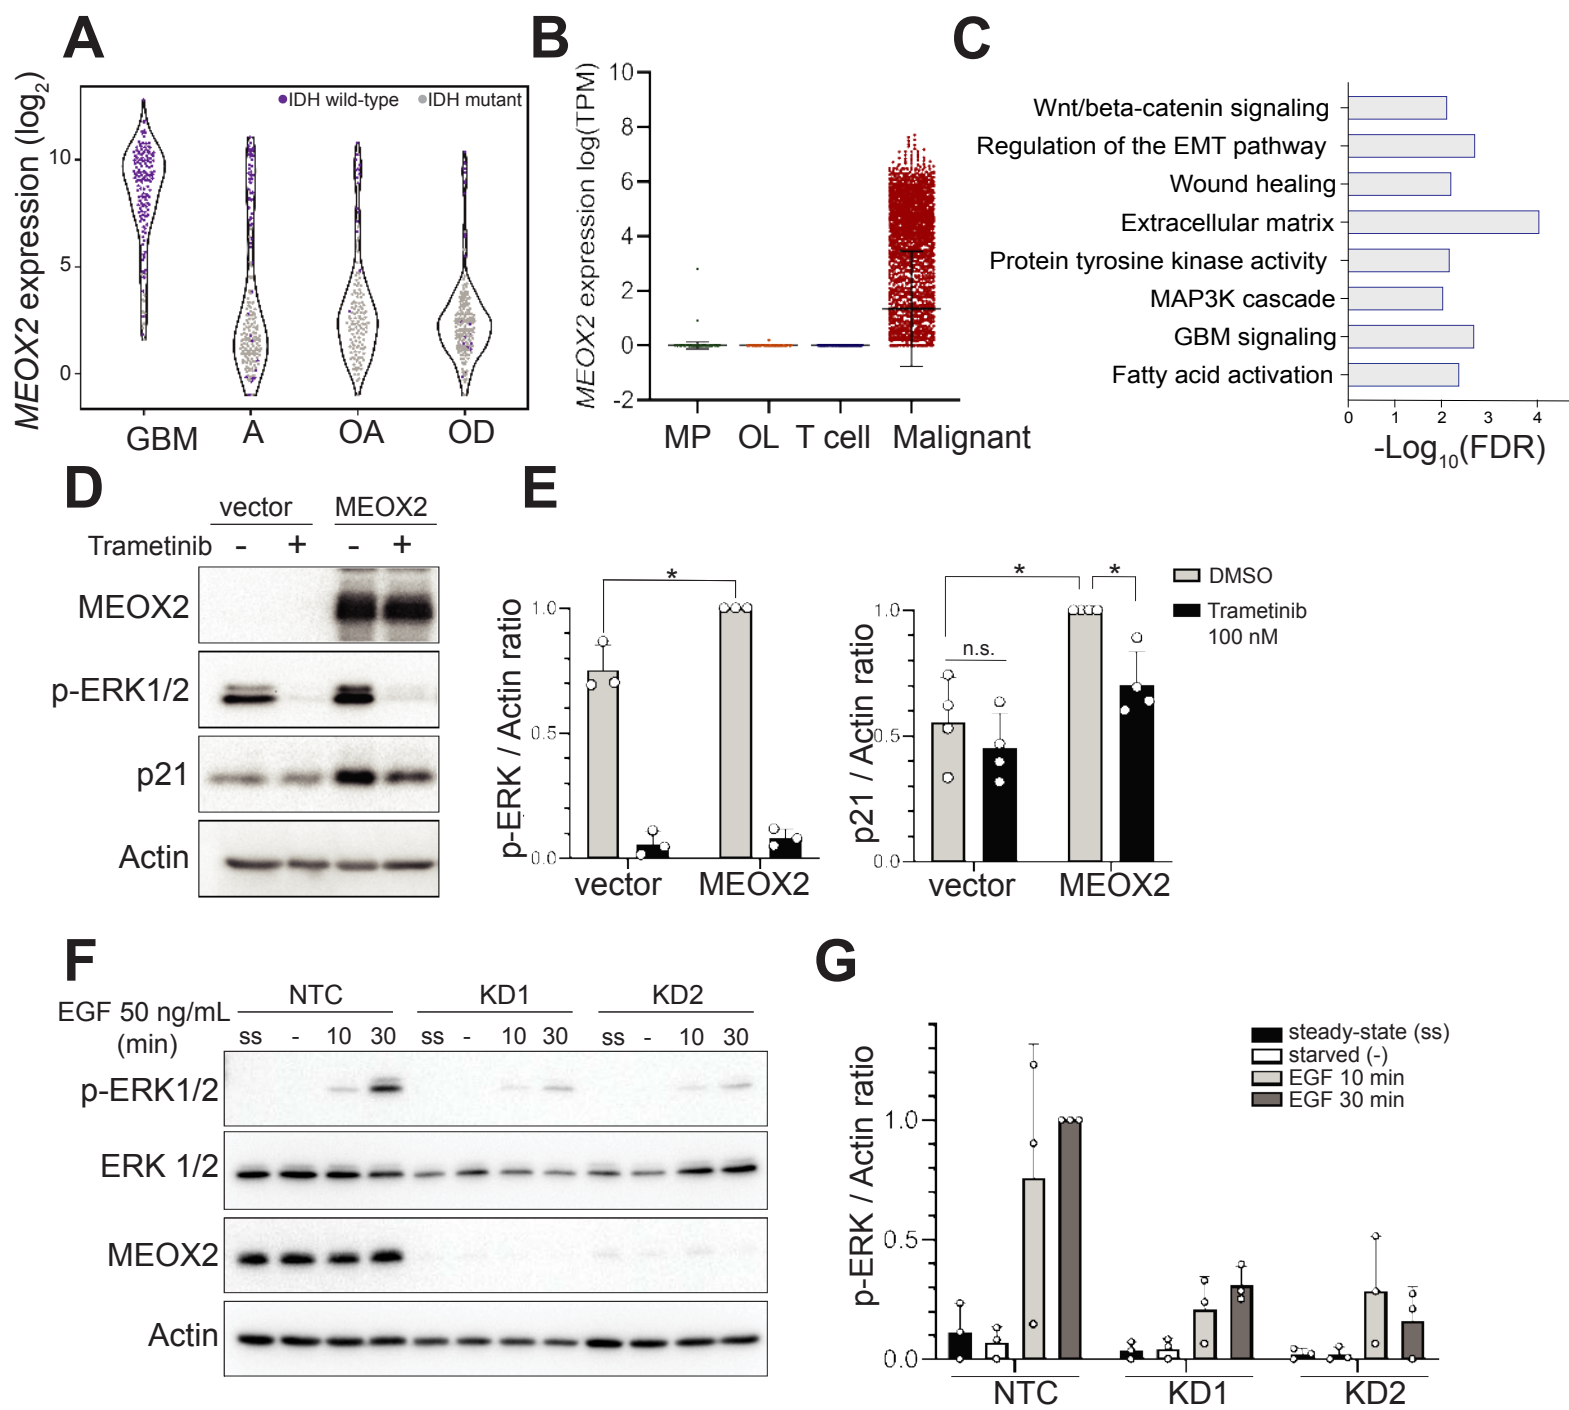 A
MEOX2 expression (log2)
IDH wild-type
IDH mutant
10
5
0
GBM
A
OA
OD
B
MEOX2 expression log(TPM)
10
8
6
4
2
0
-2
MP
OL
T cell
Malignant
C
Wnt/beta-catenin signaling
Regulation of the EMT pathway
Wound healing
Extracellular matrix
Protein tyrosine kinase activity
MAP3K cascade
GBM signaling
Fatty acid activation
0 1 2 3 4
-Log10(FDR)
D
vector MEOX2
Trametinib - + - +
MEOX2
p-ERK1/2
p21
Actin
E
p-ERK / Actin ratio
1.0
0.5
0.0
*
vector MEOX2
p21 / Actin ratio
1.0
0.5
0.0
* *
n.s.
vector MEOX2
DMSO
Trametinib
100 nM
F
NTC KD1 KD2
EGF 50 ng/mL
(min)
ss - 10 30 ss - 10 30 ss - 10 30
p-ERK1/2
ERK 1/2
MEOX2
Actin
G
p-ERK / Actin ratio
1.0
0.5
0.0
steady-state (ss)
starved (-)
EGF 10 min
EGF 30 min
NTC KD1 KD2